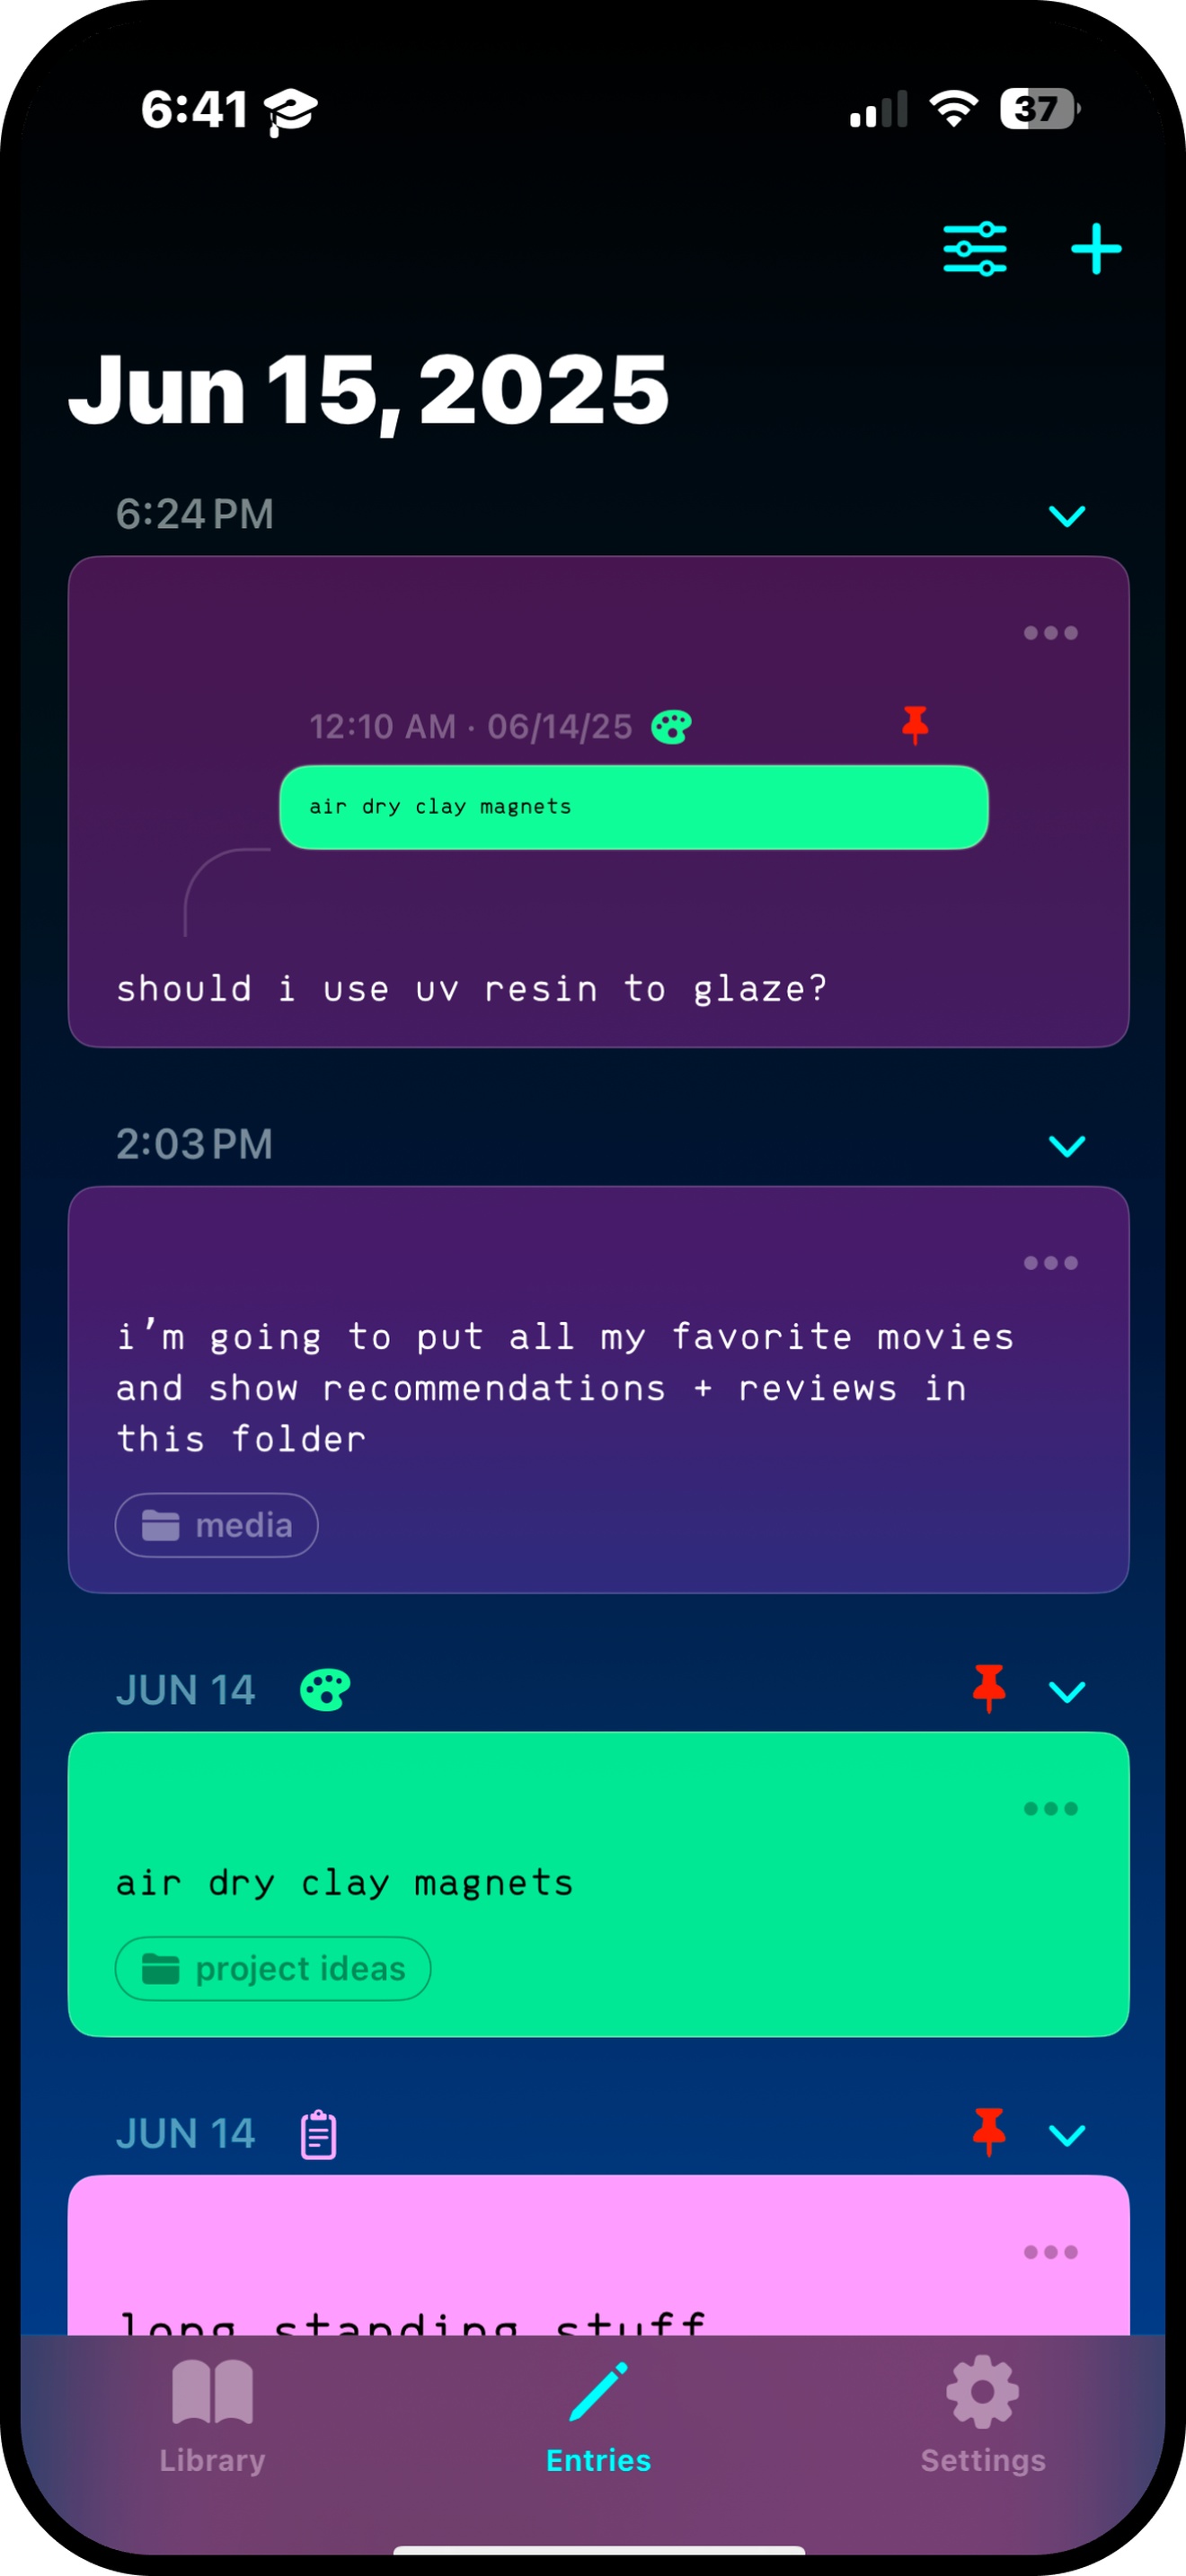 6:41
37
Jun 15, 2025
6:24 PM
12:10 AM · 06/14/25
air dry clay magnets
should i use uv resin to glaze?
2:03 PM
i’m going to put all my favorite movies
and show recommendations + reviews in
this folder
media
JUN 14
air dry clay magnets
project ideas
JUN 14
long standing stuff
Library
Entries
Settings